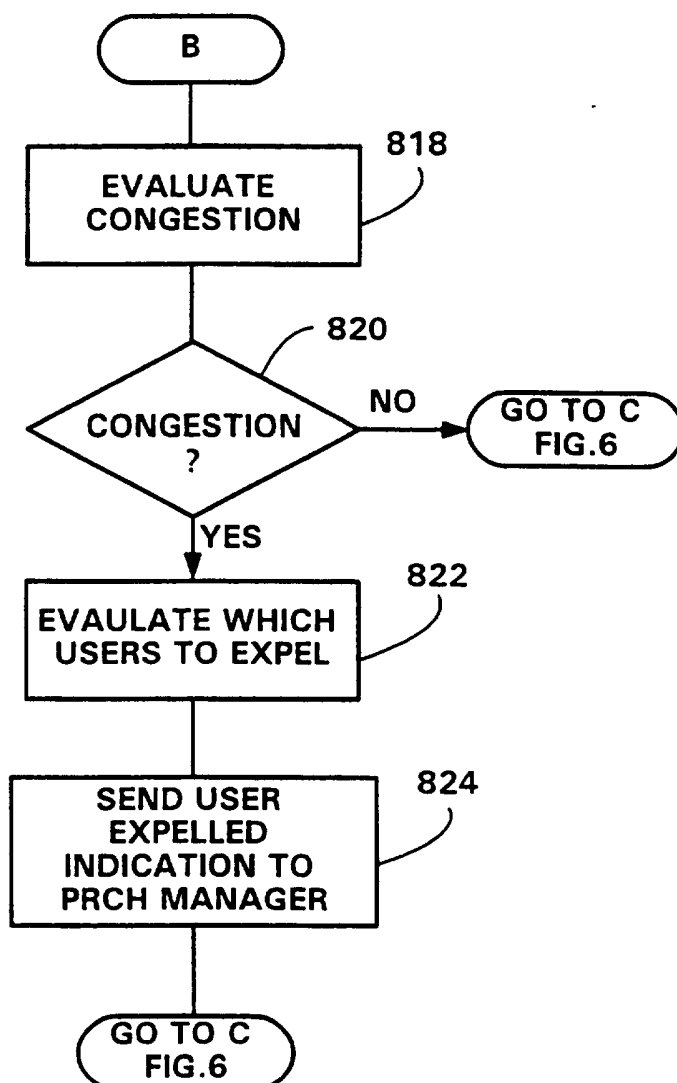 B
818
EVALUATE
CONGESTION
820
CONGESTION
?
NO
GO TO C
FIG.6
YES
822
EVAULATE WHICH
USERS TO EXPEL
824
SEND USER
EXPELLED
INDICATION TO
PRCH MANAGER
GO TO C
FIG.6